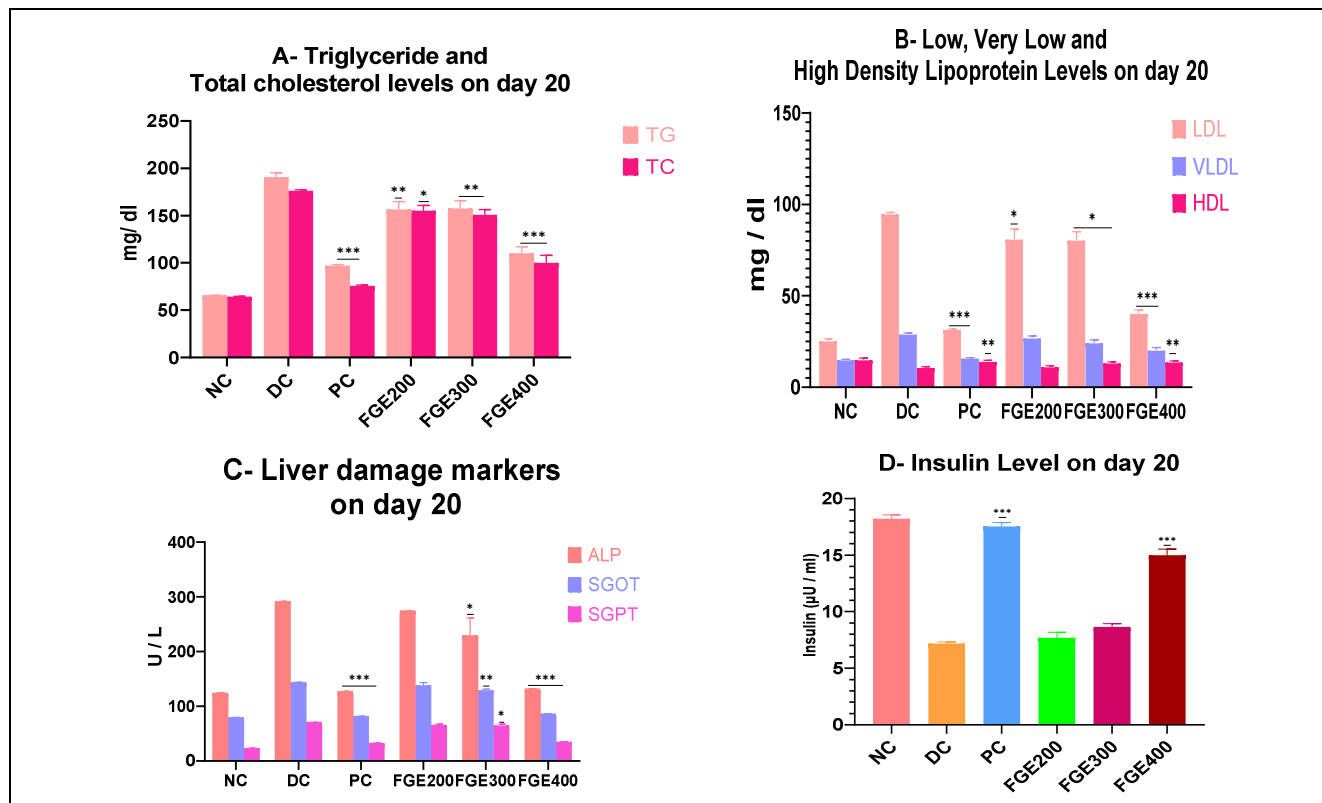 A- Triglyceride and
Total cholesterol levels on day 20
250
200
150
100
50
0
mg/ dl
TG
TC
***
**
*
**
***
NC
DC
PC
FGE200
FGE300
FGE400
B- Low, Very Low and
High Density Lipoprotein Levels on day 20
150
100
50
0
mg / dl
LDL
VLDL
HDL
***
**
*
*
***
**
NC
DC
PC
FGE200
FGE300
FGE400
C- Liver damage markers
on day 20
400
300
200
100
0
U / L
ALP
SGOT
SGPT
***
*
**
*
***
NC
DC
PC
FGE200
FGE300
FGE400
D- Insulin Level on day 20
20
15
10
5
0
Insulin (µU / ml)
***
***
NC
DC
PC
FGE200
FGE300
FGE400